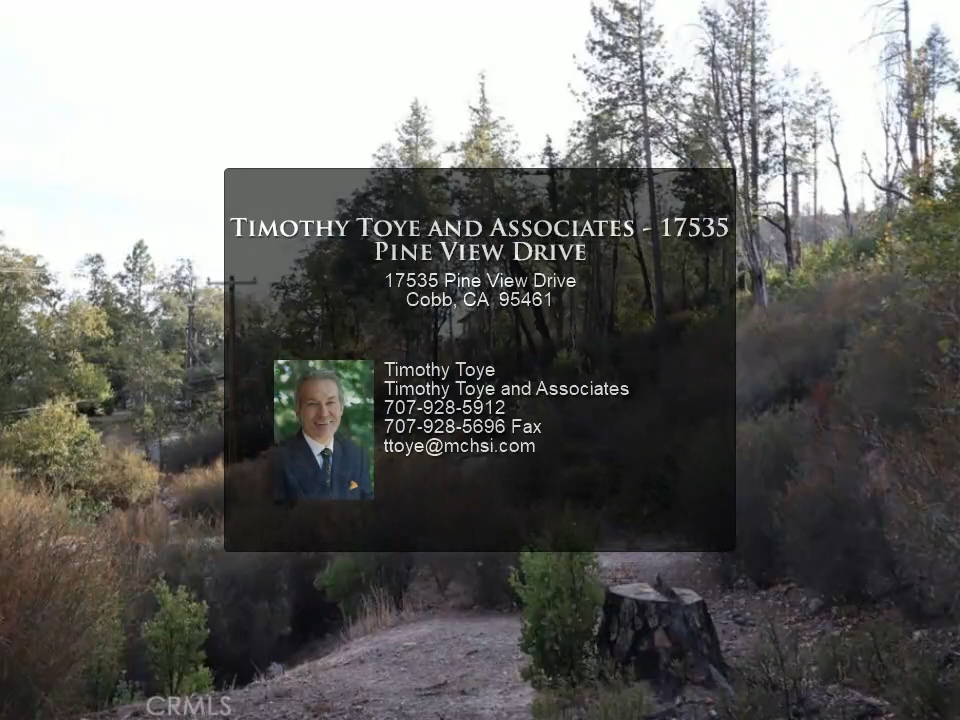 Timothy Toye and Associates - 17535
Pine View Drive
17535 Pine View Drive
Cobb, CA  95461
Timothy Toye
Timothy Toye and Associates
707-928-5912
707-928-5696 Fax
ttoye@mchsi.com
CRMLS